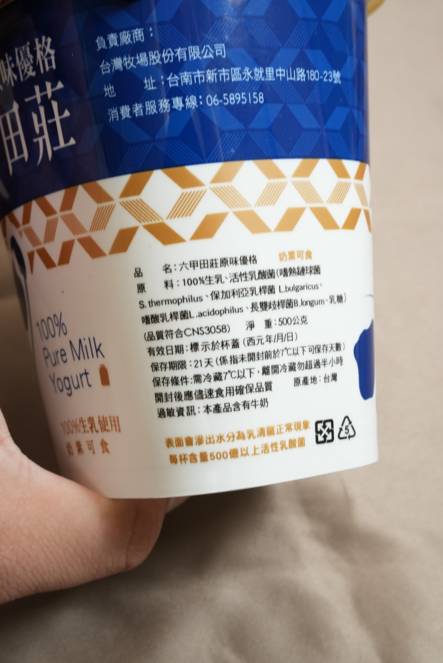 味優格
田莊
負責廠商：
台灣牧場股份有限公司
地　　址：台南市新市區永就里中山路180-23號
消費者服務專線：06-5895158
100%
Pure Milk
Yogurt
100%生乳使用
奶素可食
品　　名：六甲田莊原味優格　奶素可食
原　　料：100%生乳、活性乳酸菌(嗜熱鏈球菌
S. thermophilus、保加利亞乳桿菌 L.bulgaricus、
嗜酸乳桿菌L.acidophilus、長雙歧桿菌B.longum、乳糖)
(品質符合CNS3058)　淨　重：500公克
有效日期：標示於杯蓋 (西元年/月/日)
保存期限：21天(係指未開封前於7℃以下可保存天數)
保存條件:需冷藏7℃以下，離開冷藏勿超過半小時
開封後應儘速食用確保品質　原產地：台灣
過敏資訊：本產品含有牛奶
表面會滲出水分為乳清屬正常現象
每杯含量500億以上活性乳酸菌
5